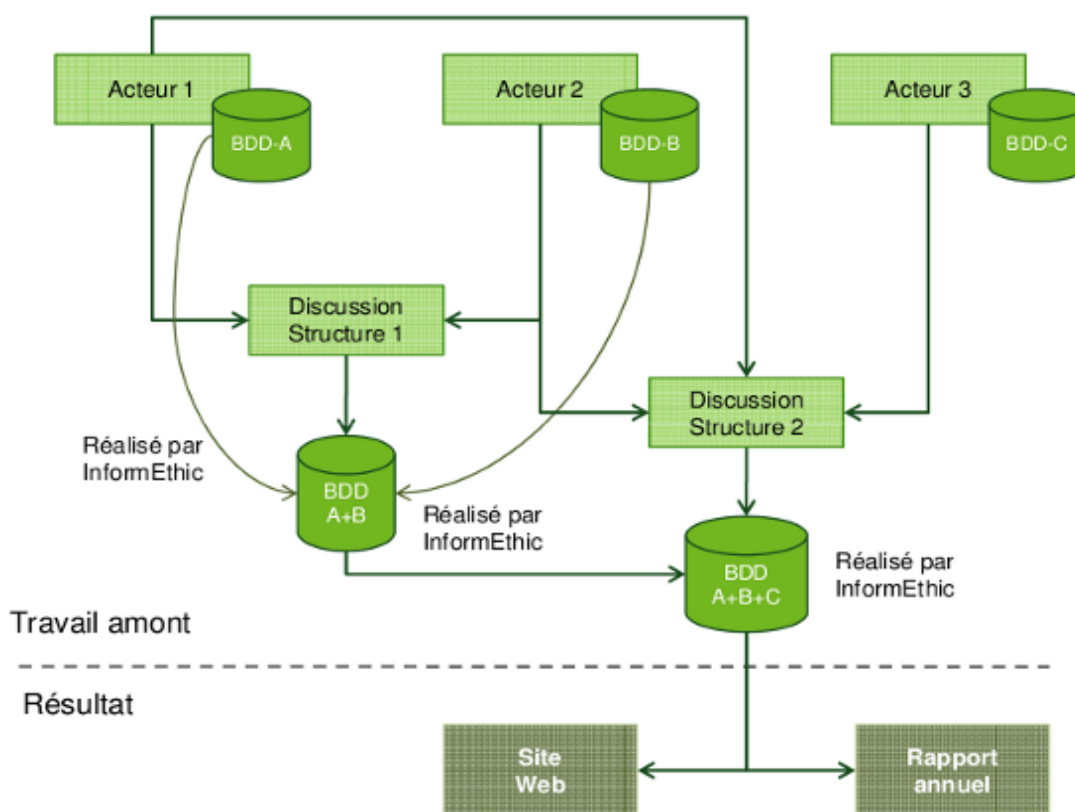 Acteur 1
BDD-A
Acteur 2
BDD-B
Acteur 3
BDD-C
Discussion
Structure 1
Discussion
Structure 2
Réalisé par
InformEthic
BDD
A+B
Réalisé par
InformEthic
BDD
A+B+C
Réalisé par
InformEthic
Travail amont
Résultat
Site
Web
Rapport
annuel